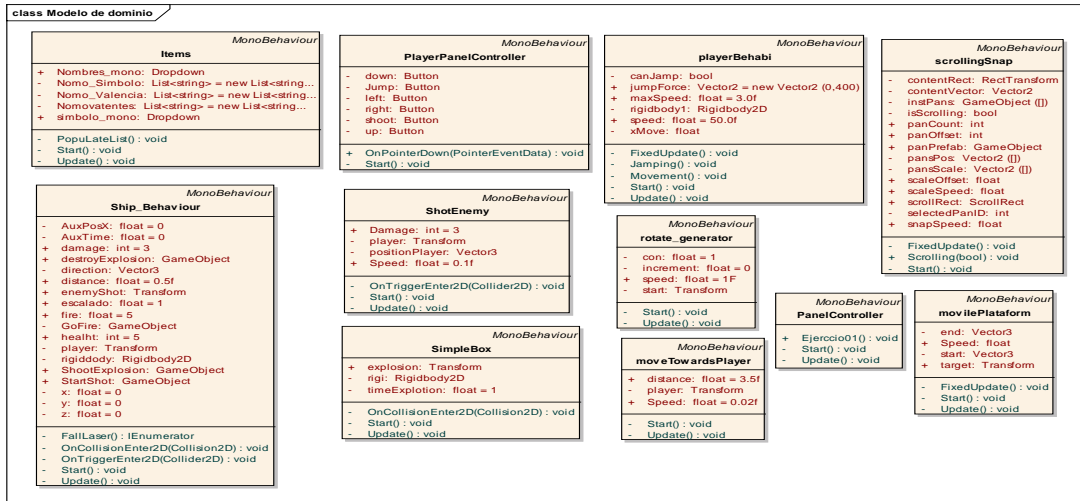 class Modelo de dominio
MonoBehaviour
Items
+ Nombres_mono: Dropdown
- Nomo_Simbolo: List<string> = new List<string...
- Nomo_Valencia: List<string> = new List<string...
- Nomovatentes: List<string> = new List<string...
+ simbolo_mono: Dropdown
- PopuLateList() : void
- Start() : void
- Update() : void
MonoBehaviour
PlayerPanelController
- down: Button
- Jump: Button
- left: Button
- right: Button
- shoot: Button
- up: Button
+ OnPointerDown(PointerEventData) : void
- Start() : void
MonoBehaviour
playerBehabi
- canJamp: bool
+ jumpForce: Vector2 = new Vector2 (0,400)
+ maxSpeed: float = 3.0f
- rigidbody1: Rigidbody2D
+ speed: float = 50.0f
- xMove: float
- FixedUpdate() : void
- Jamping() : void
- Movement() : void
- Start() : void
- Update() : void
MonoBehaviour
scrollingSnap
- contentRect: RectTransform
- contentVector: Vector2
- instPans: GameObject ([])
- isScrolling: bool
+ panCount: int
+ panOffset: int
+ panPrefab: GameObject
- pansPos: Vector2 ([])
- pansScale: Vector2 ([])
+ scaleOffset: float
+ scaleSpeed: float
+ scrollRect: ScrollRect
- selectedPanID: int
+ snapSpeed: float
- FixedUpdate() : void
+ Scrolling(bool) : void
- Start() : void
MonoBehaviour
Ship_Behaviour
- AuxPosX: float = 0
- AuxTime: float = 0
+ damage: int = 3
+ destroyExplosion: GameObject
- direction: Vector3
+ distance: float = 0.5f
+ enemyShot: Transform
+ escalado: float = 1
+ fire: float = 5
- GoFire: GameObject
+ healht: int = 5
- player: Transform
- rigiddody: Rigidbody2D
+ ShootExplosion: GameObject
+ StartShot: GameObject
- x: float = 0
- y: float = 0
- z: float = 0
- FallLaser() : IEnumerator
- OnCollisionEnter2D(Collision2D) : void
- OnTriggerEnter2D(Collider2D) : void
- Start() : void
- Update() : void
MonoBehaviour
ShotEnemy
+ Damage: int = 3
- player: Transform
- positionPlayer: Vector3
+ Speed: float = 0.1f
- OnTriggerEnter2D(Collider2D) : void
- Start() : void
- Update() : void
MonoBehaviour
SimpleBox
+ explosion: Transform
- rigi: Rigidbody2D
- timeExplotion: float = 1
- OnCollisionEnter2D(Collision2D) : void
- Start() : void
- Update() : void
MonoBehaviour
rotate_generator
- con: float = 1
- increment: float = 0
+ speed: float = 1F
- start: Transform
- Start() : void
- Update() : void
MonoBehaviour
moveTowardsPlayer
+ distance: float = 3.5f
- player: Transform
+ Speed: float = 0.02f
- Start() : void
- Update() : void
MonoBehaviour
PanelController
+ Ejerccio01() : void
- Start() : void
- Update() : void
MonoBehaviour
movilePlataform
- end: Vector3
+ Speed: float
- start: Vector3
+ target: Transform
- FixedUpdate() : void
- Start() : void
- Update() : void